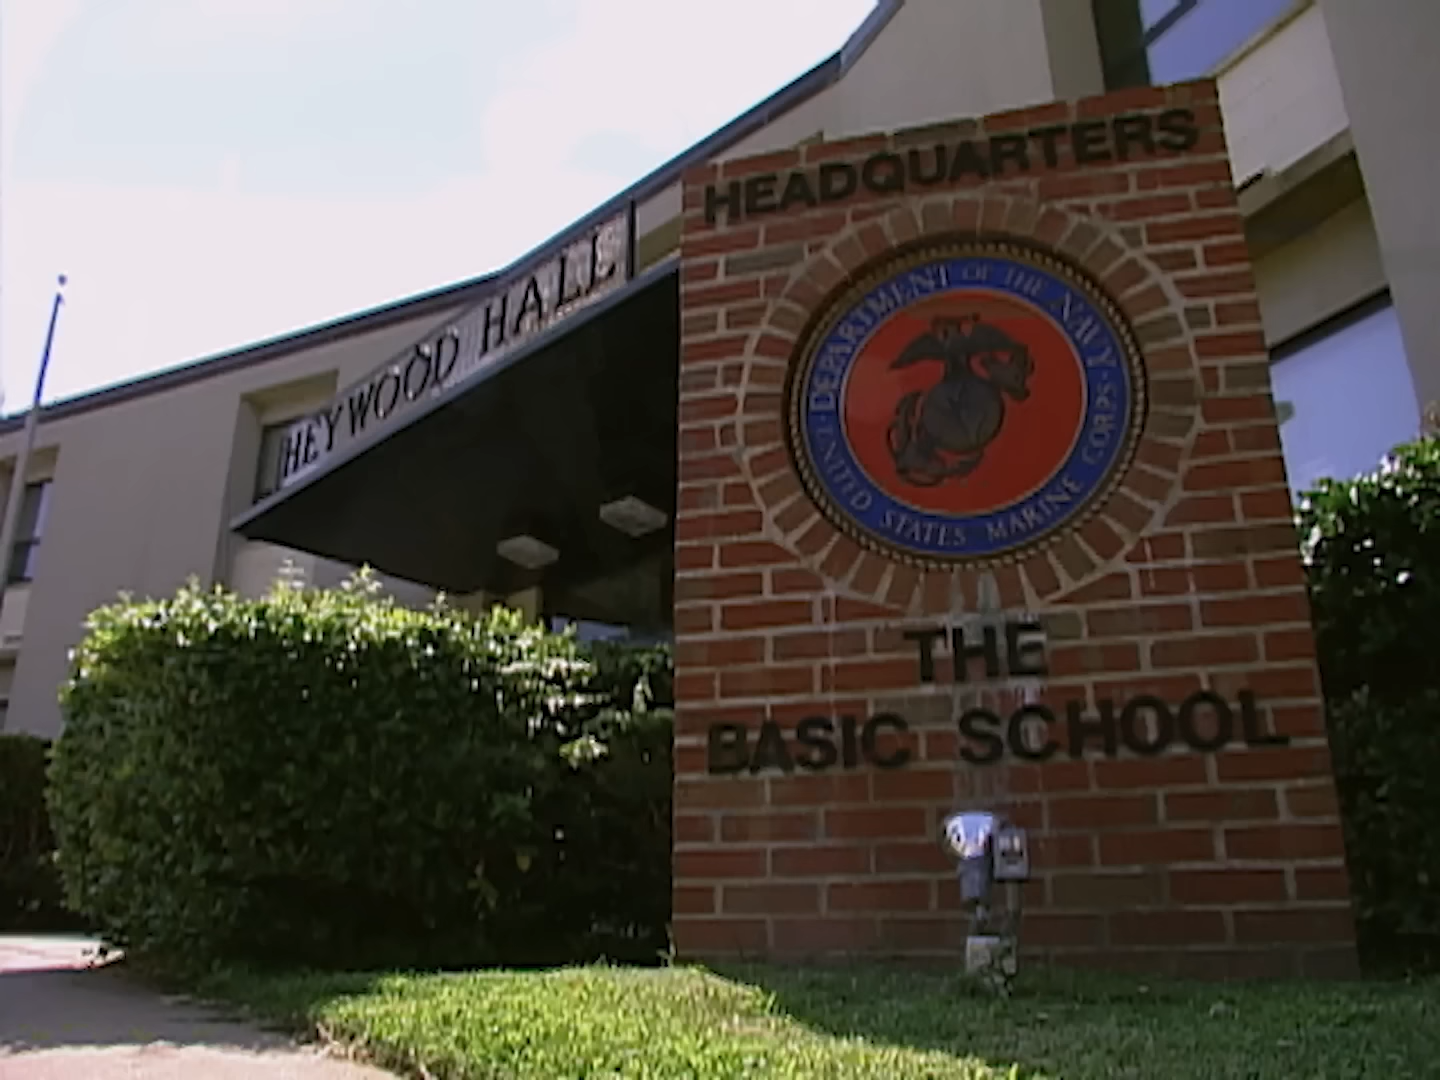 HEADQUARTERS
DEPARTMENT OF THE NAVY
UNITED STATES MARINE CORPS
THE
BASIC SCHOOL
HEYWOOD HALL